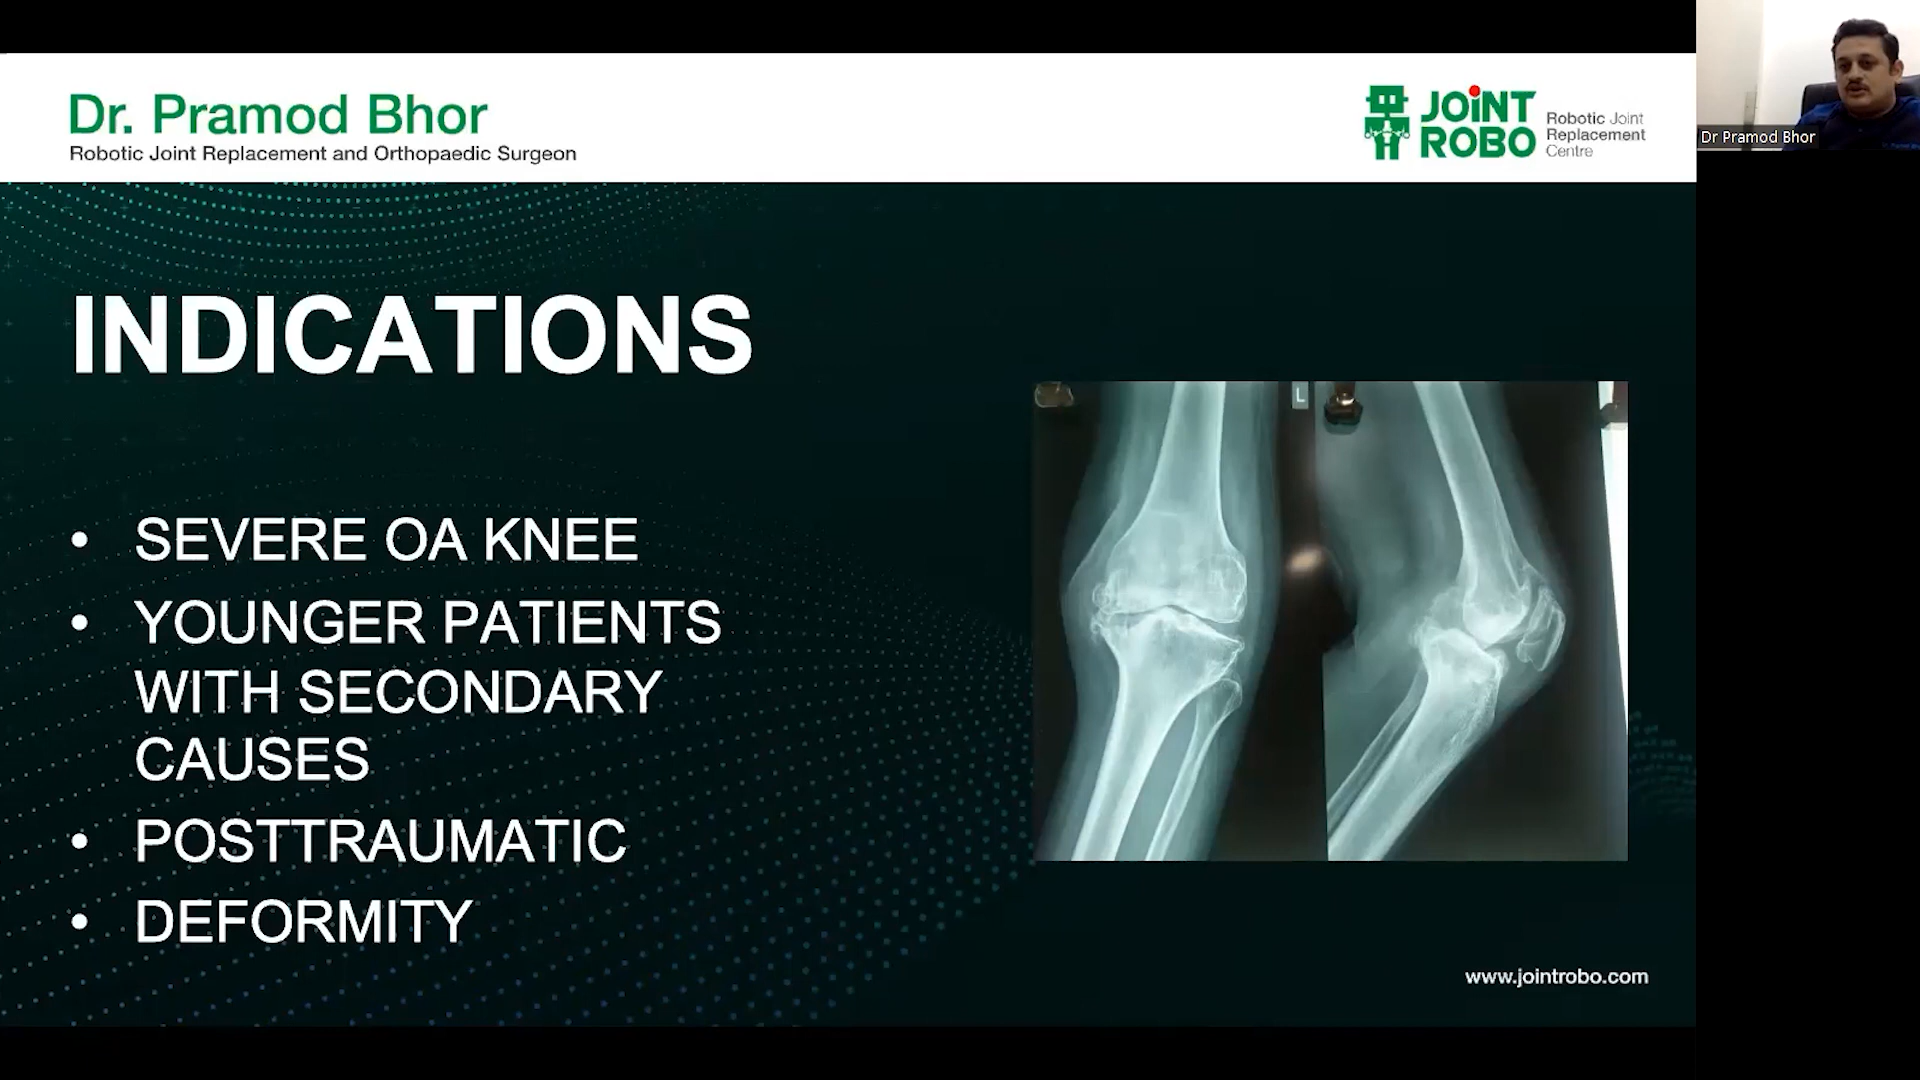 Dr. Pramod Bhor
Robotic Joint Replacement and Orthopaedic Surgeon
JOINT
ROBO
Robotic Joint
Replacement
Centre
Dr Pramod Bhor
INDICATIONS
• SEVERE OA KNEE
• YOUNGER PATIENTS
WITH SECONDARY
CAUSES
• POSTTRAUMATIC
• DEFORMITY
L
www.jointrobo.com